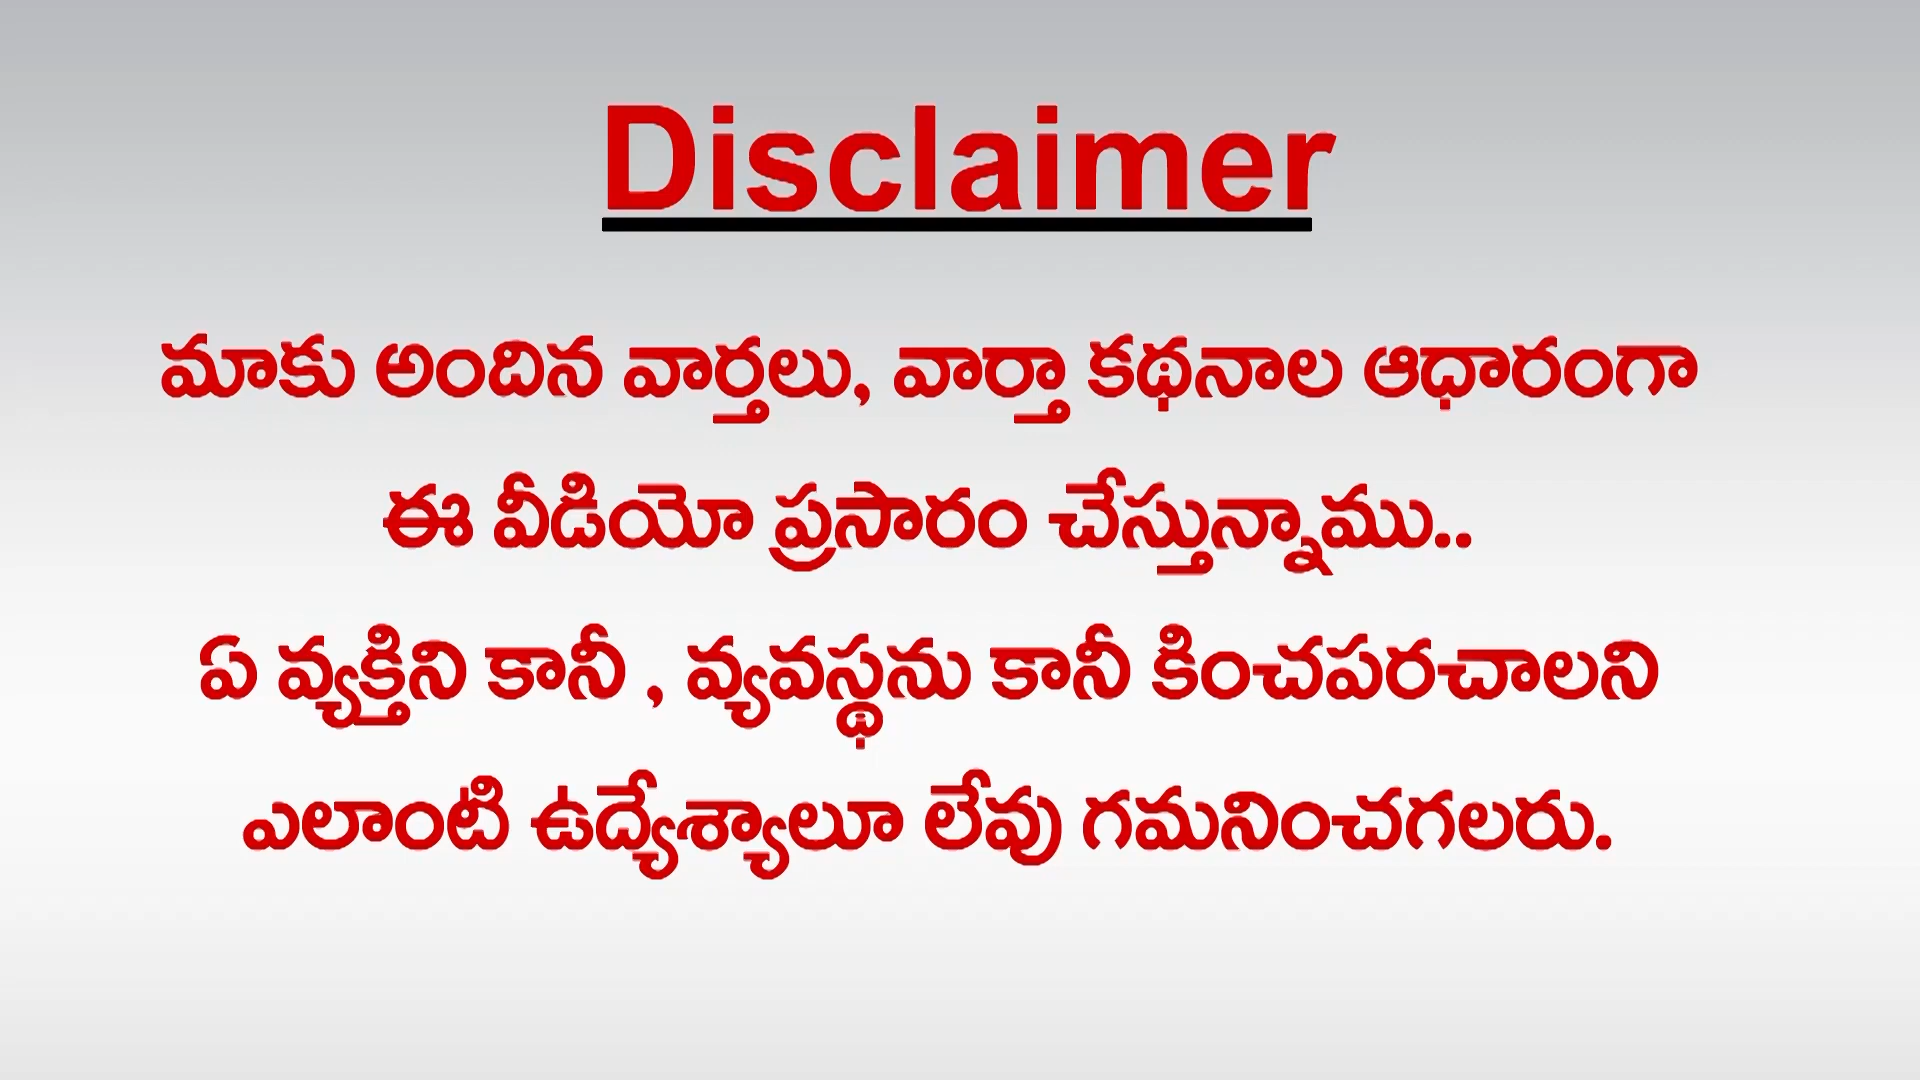 Disclaimer
మాకు అందిన వార్తలు, వార్తా కథనాల ఆధారంగా
ఈ వీడియో ప్రసారం చేస్తున్నాము..
ఏ వ్యక్తిని కానీ , వ్యవస్థను కానీ కించపరచాలని
ఎలాంటి ఉద్యేశ్యాలూ లేవు గమనించగలరు.